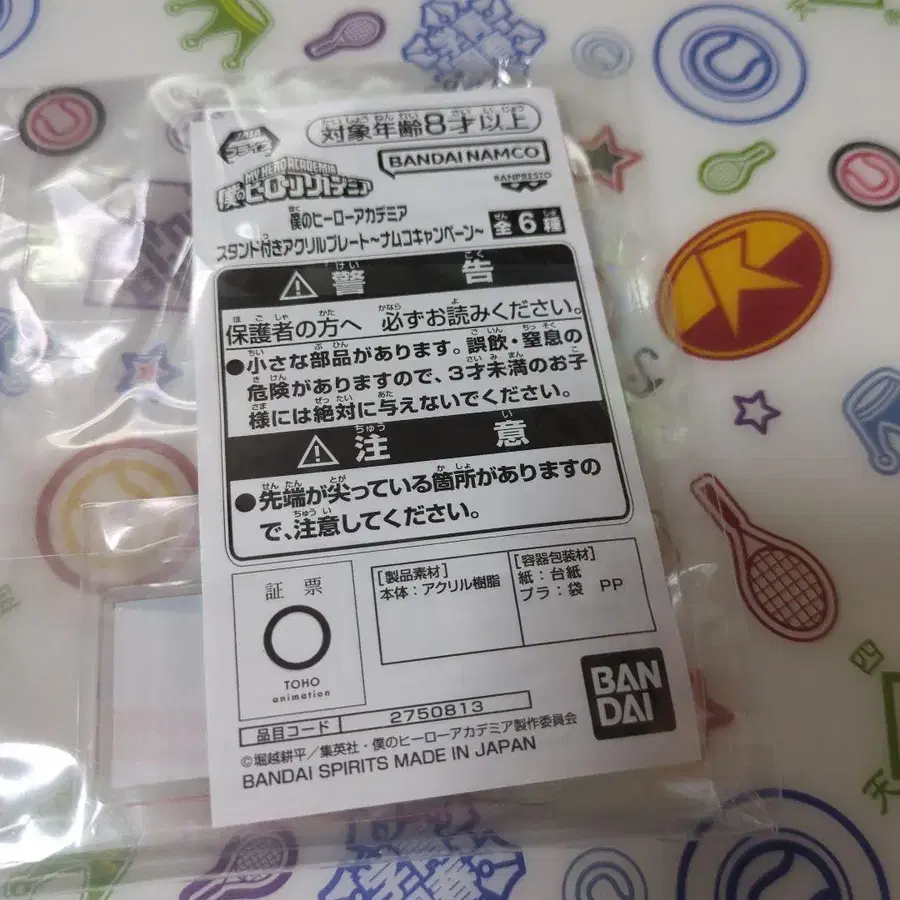 対象年齢8才以上
BANDAI NAMCO
BANPRESTO
MY HERO ACADEMIA
僕のヒーローアカデミア
僕のヒーローアカデミア
スタンド付きアクリルプレート～ナムコキャンペーン～ 全6種
警告
保護者の方へ 必ずお読みください。
●小さな部品があります。誤飲・窒息の
危険がありますので、3才未満のお子
様には絶対に与えないでください。
注意
●先端が尖っている箇所がありますの
で、注意してください。
証票
TOHO
animation
[製品素材]
本体：アクリル樹脂
[容器包装材]
紙：台紙
プラ：袋 PP
品目コード 2750813
BAN
DAI
©堀越耕平／集英社・僕のヒーローアカデミア製作委員会
BANDAI SPIRITS MADE IN JAPAN
四
天